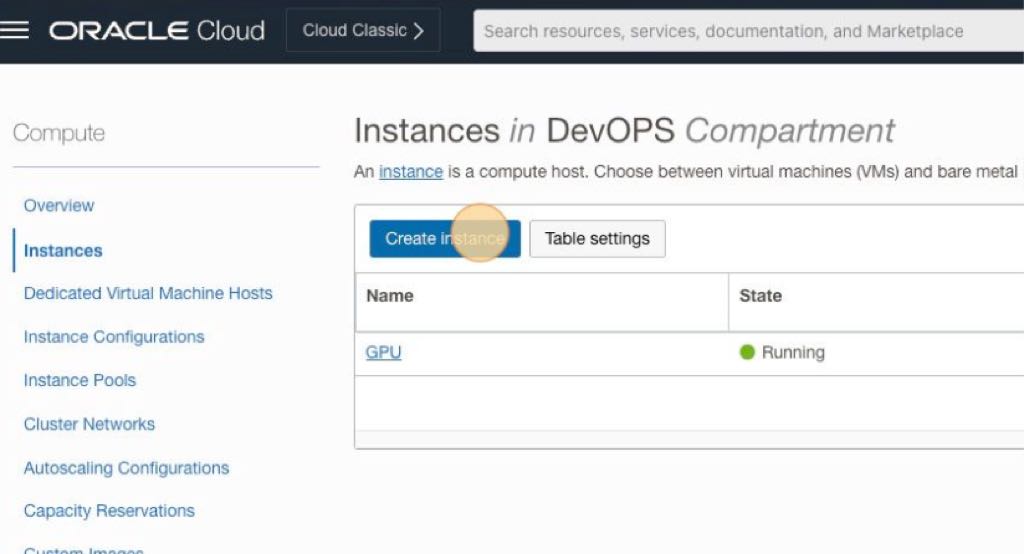 ORACLE Cloud
Cloud Classic
Search resources, services, documentation, and Marketplace
Compute
Overview
Instances
Dedicated Virtual Machine Hosts
Instance Configurations
Instance Pools
Cluster Networks
Autoscaling Configurations
Capacity Reservations
Custom Images
Instances in DevOPS Compartment
An instance is a compute host. Choose between virtual machines (VMs) and bare metal
Create instance
Table settings
Name
State
GPU
Running